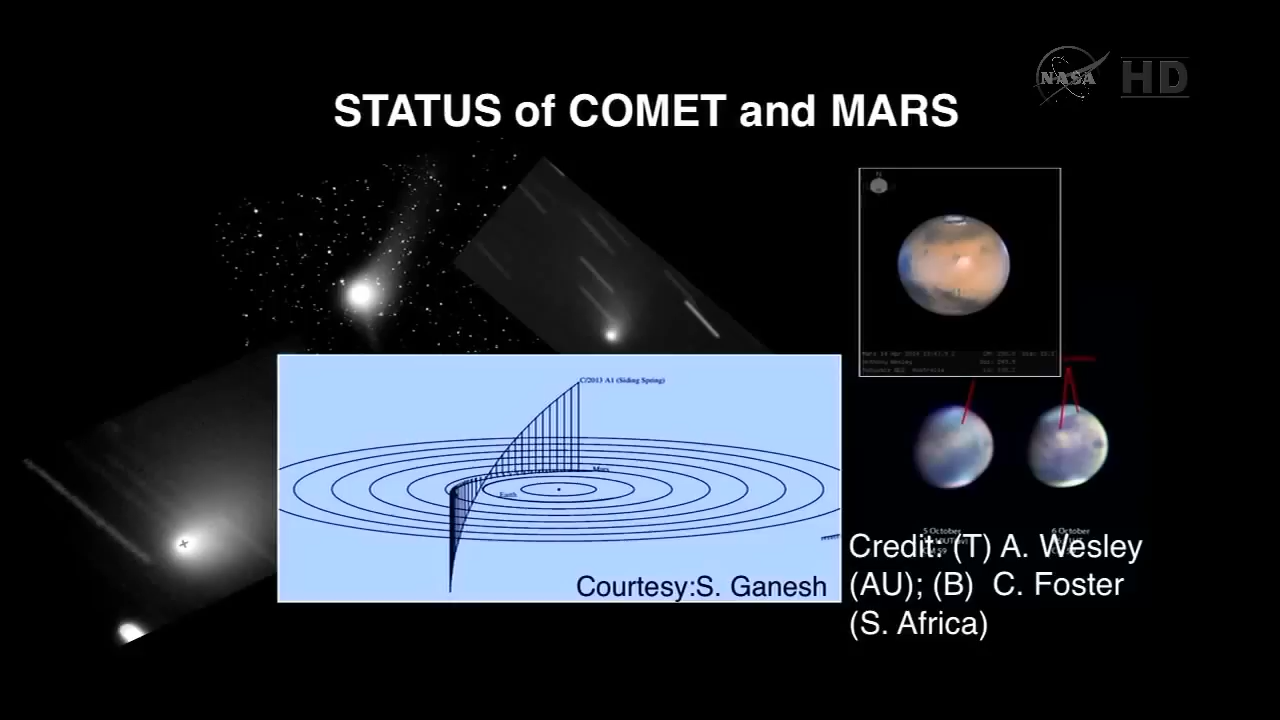 NASA HD
STATUS of COMET and MARS
N
C/2013 A1 (Siding Spring)
Mars
Earth
Courtesy:S. Ganesh
5 October
6 October
Credit: (T) A. Wesley
(AU); (B) C. Foster
(S. Africa)